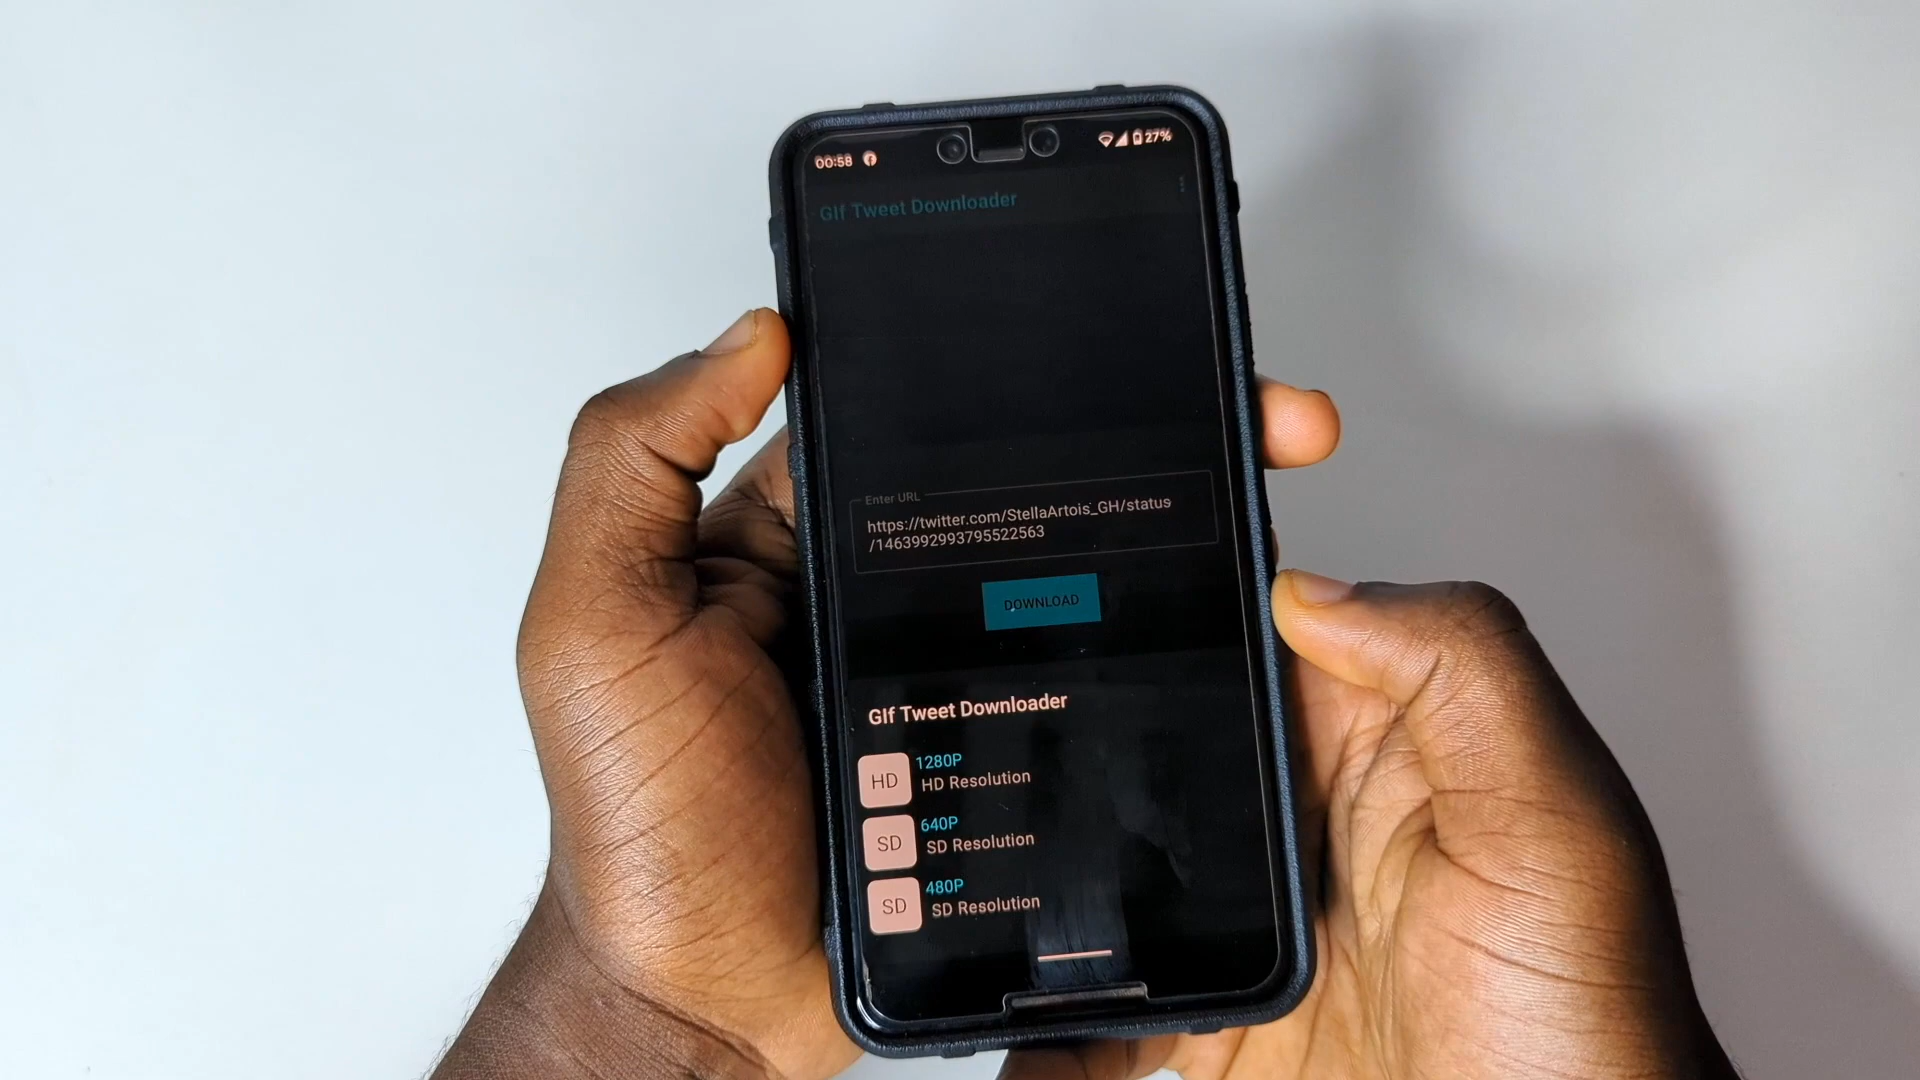 00:58
27%
GIf Tweet Downloader
Enter URL
https://twitter.com/StellaArtois_GH/status
/1463992993795522563
DOWNLOAD
GIf Tweet Downloader
HD
1280P
HD Resolution
SD
640P
SD Resolution
SD
480P
SD Resolution